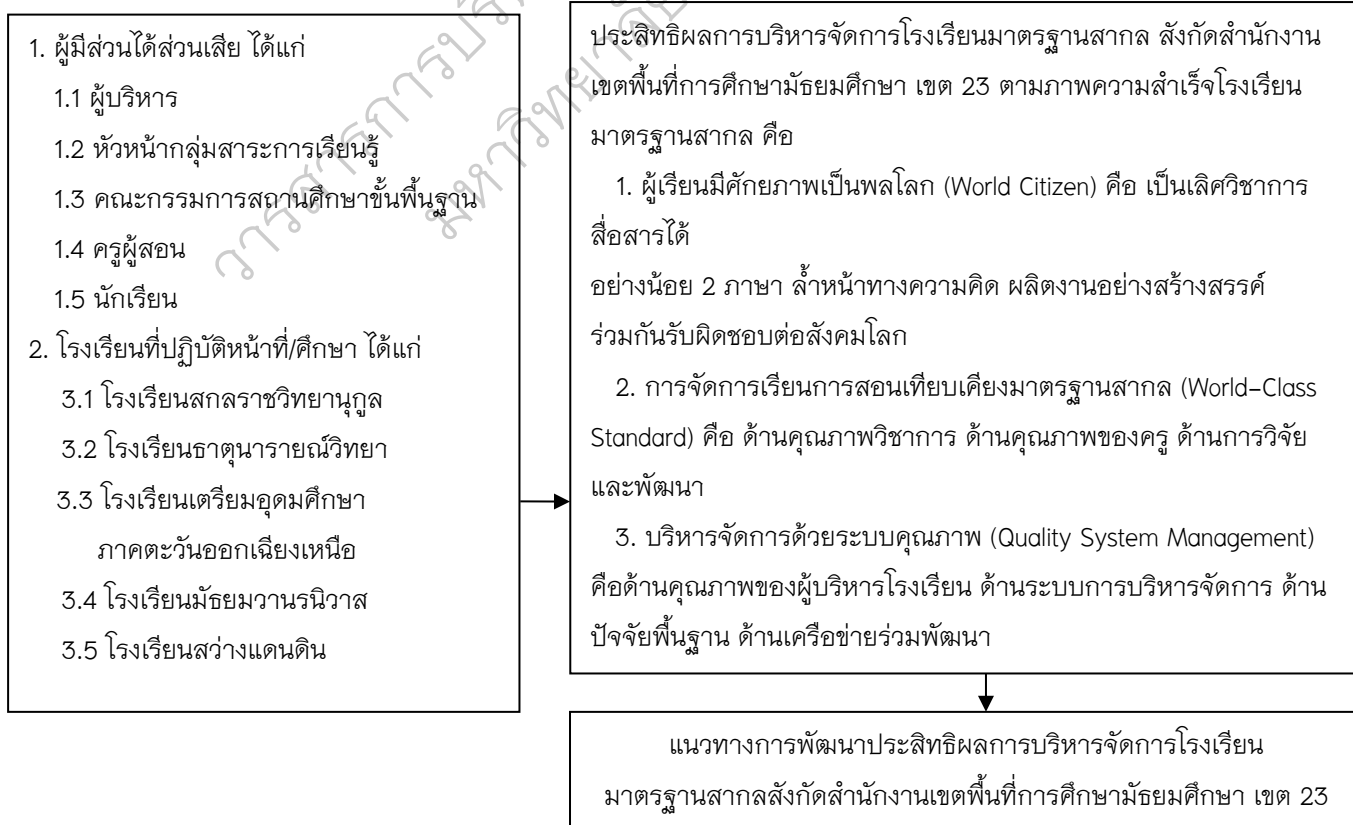 1. ผู้มีส่วนได้ส่วนเสีย ได้แก่
1.1 ผู้บริหาร
1.2 หัวหน้ากลุ่มสาระการเรียนรู้
1.3 คณะกรรมการสถานศึกษาขั้นพื้นฐาน
1.4 ครูผู้สอน
1.5 นักเรียน
2. โรงเรียนที่ปฏิบัติหน้าที่/ศึกษา ได้แก่
3.1 โรงเรียนสกลราชวิทยานุกูล
3.2 โรงเรียนธาตุนารายณ์วิทยา
3.3 โรงเรียนเตรียมอุดมศึกษา
ภาคตะวันออกเฉียงเหนือ
3.4 โรงเรียนมัธยมวานรนิวาส
3.5 โรงเรียนสว่างแดนดิน
ประสิทธิผลการบริหารจัดการโรงเรียนมาตรฐานสากล สังกัดสำนักงาน
เขตพื้นที่การศึกษามัธยมศึกษา เขต 23 ตามภาพความสำเร็จโรงเรียน
มาตรฐานสากล คือ
1. ผู้เรียนมีศักยภาพเป็นพลโลก (World Citizen) คือ เป็นเลิศวิชาการ
สื่อสารได้
อย่างน้อย 2 ภาษา ล้ำหน้าทางความคิด ผลิตงานอย่างสร้างสรรค์
ร่วมกันรับผิดชอบต่อสังคมโลก
2. การจัดการเรียนการสอนเทียบเคียงมาตรฐานสากล (World-Class
Standard) คือ ด้านคุณภาพวิชาการ ด้านคุณภาพของครู ด้านการวิจัย
และพัฒนา
3. บริหารจัดการด้วยระบบคุณภาพ (Quality System Management)
คือด้านคุณภาพของผู้บริหารโรงเรียน ด้านระบบการบริหารจัดการ ด้าน
ปัจจัยพื้นฐาน ด้านเครือข่ายร่วมพัฒนา
แนวทางการพัฒนาประสิทธิผลการบริหารจัดการโรงเรียน
มาตรฐานสากลสังกัดสำนักงานเขตพื้นที่การศึกษามัธยมศึกษา เขต 23
วารสารการบริ
มหาวิทยาลัย